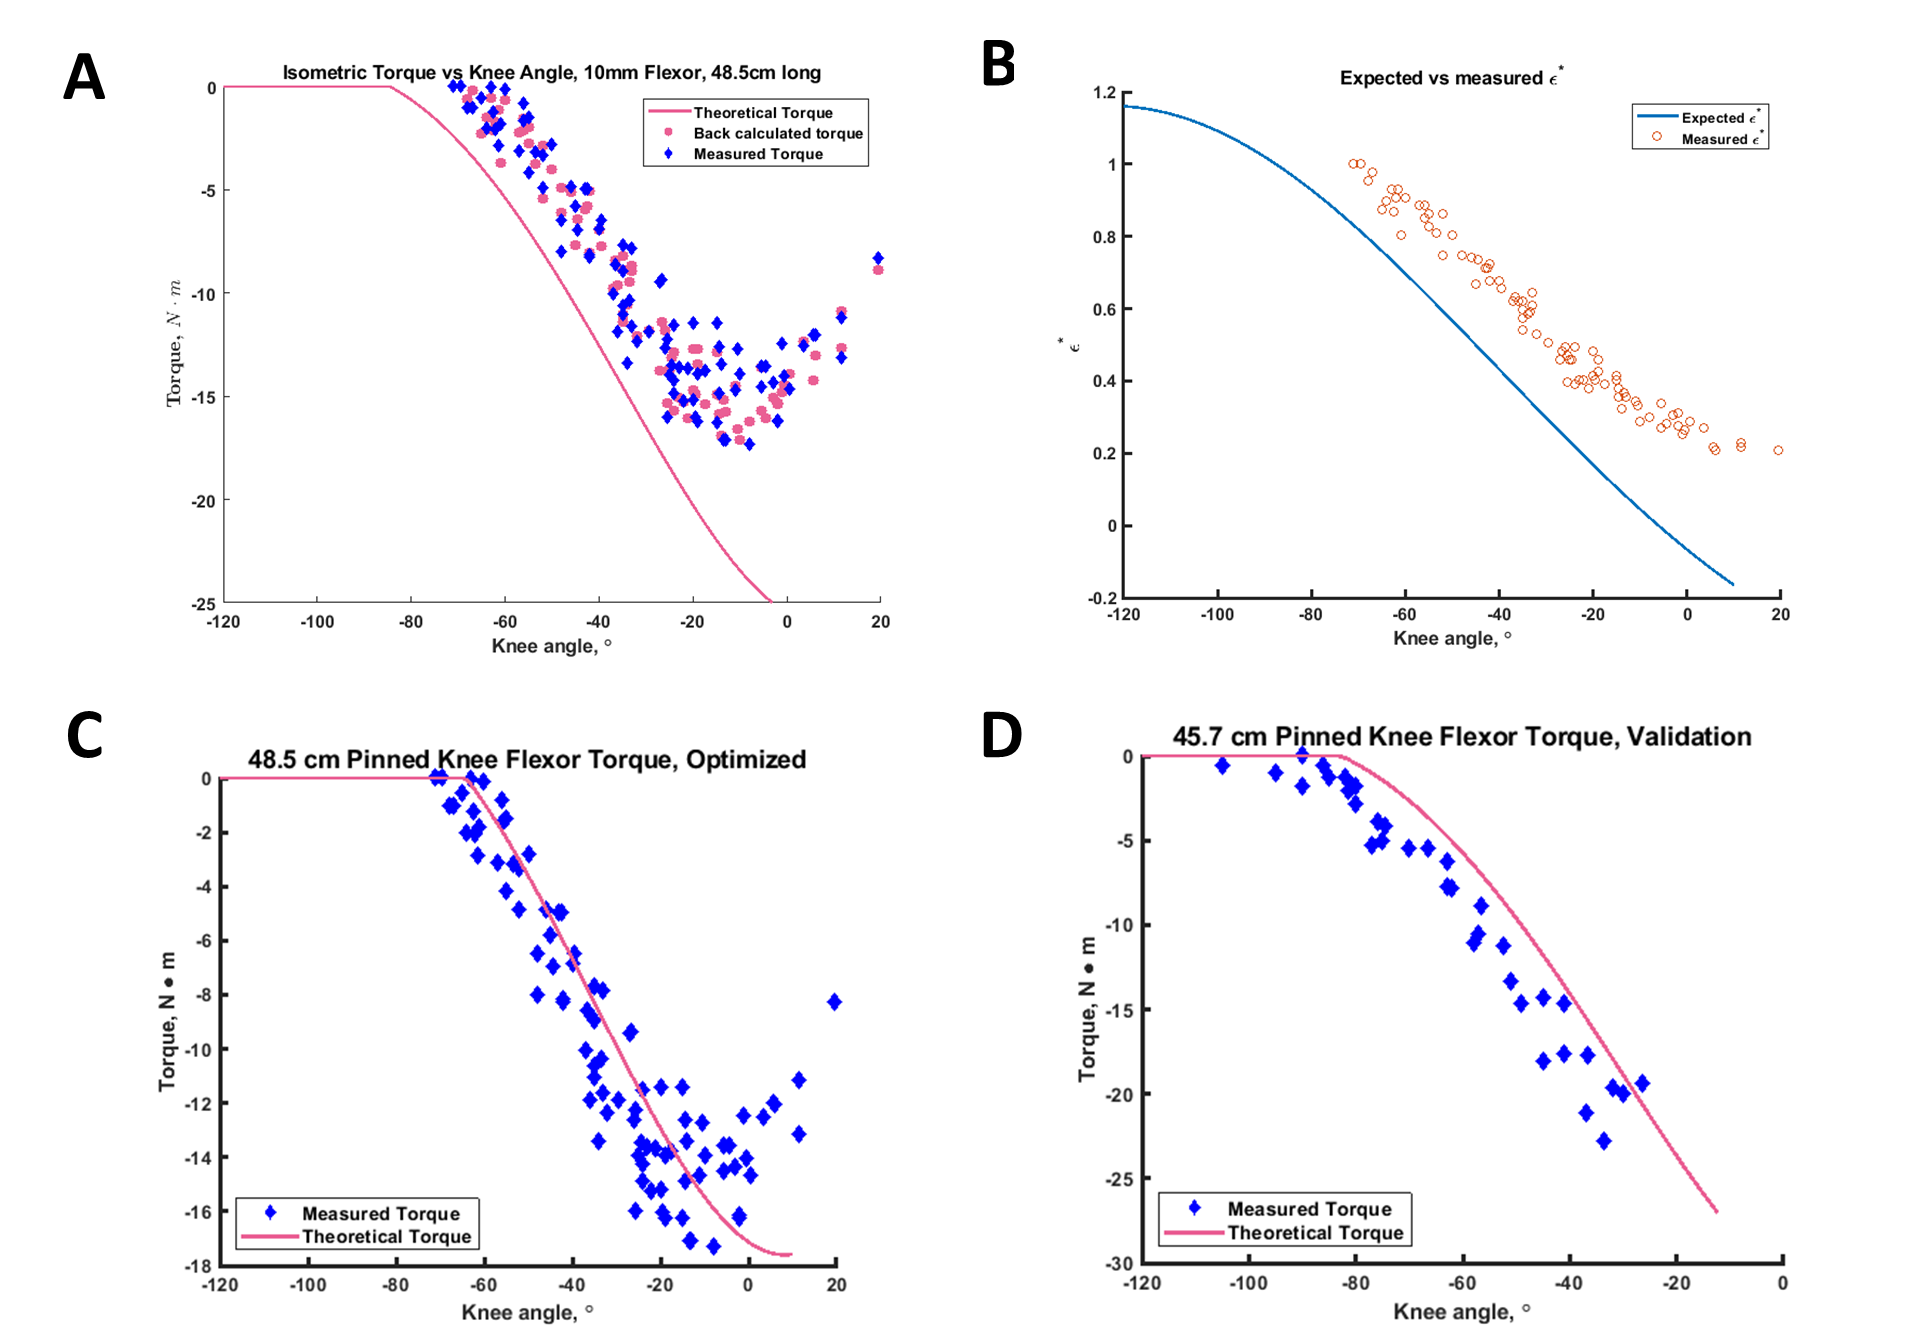 A
Isometric Torque vs Knee Angle, 10mm Flexor, 48.5cm long
Theoretical Torque
Back calculated torque
Measured Torque
0
-5
-10
-15
-20
-25
Torque, N · m
-120 -100 -80 -60 -40 -20 0 20
Knee angle, °
B
Expected vs measured ϵ*
Expected ϵ*
Measured ϵ*
1.2
1
0.8
0.6
0.4
0.2
0
-0.2
ϵ*
-120 -100 -80 -60 -40 -20 0 20
Knee angle, °
C
48.5 cm Pinned Knee Flexor Torque, Optimized
0
-2
-4
-6
-8
-10
-12
-14
-16
-18
Torque, N ● m
Measured Torque
Theoretical Torque
-120 -100 -80 -60 -40 -20 0 20
Knee angle, °
D
45.7 cm Pinned Knee Flexor Torque, Validation
0
-5
-10
-15
-20
-25
-30
Torque, N ● m
Measured Torque
Theoretical Torque
-120 -100 -80 -60 -40 -20 0
Knee angle, °